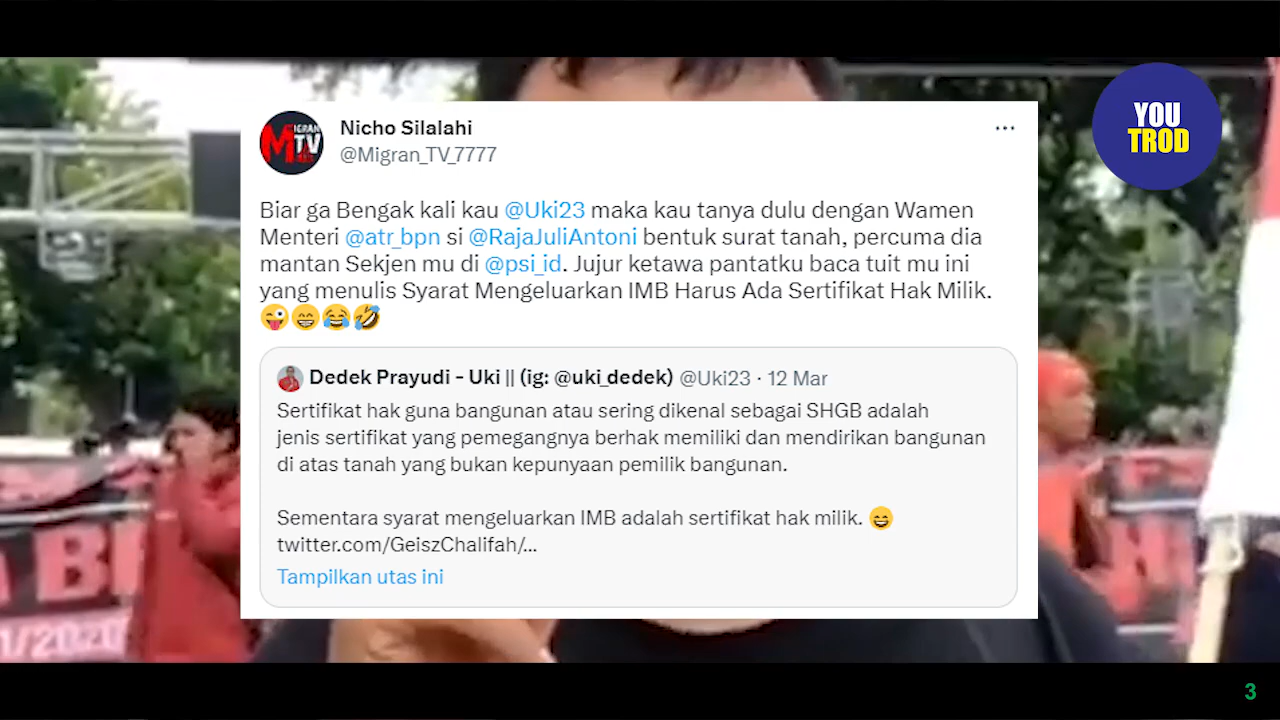 YOU
TROD
Nicho Silalahi
@Migran_TV_7777
Biar ga Bengak kali kau @Uki23 maka kau tanya dulu dengan Wamen
Menteri @atr_bpn si @RajaJuliAntoni bentuk surat tanah, percuma dia
mantan Sekjen mu di @psi_id. Jujur ketawa pantatku baca tuit mu ini
yang menulis Syarat Mengeluarkan IMB Harus Ada Sertifikat Hak Milik.
😜😁😂🤣
Dedek Prayudi - Uki || (ig: @uki_dedek) @Uki23 · 12 Mar
Sertifikat hak guna bangunan atau sering dikenal sebagai SHGB adalah
jenis sertifikat yang pemegangnya berhak memiliki dan mendirikan bangunan
di atas tanah yang bukan kepunyaan pemilik bangunan.
Sementara syarat mengeluarkan IMB adalah sertifikat hak milik. 😄
twitter.com/GeiszChalifah/...
Tampilkan utas ini
1/2020
3